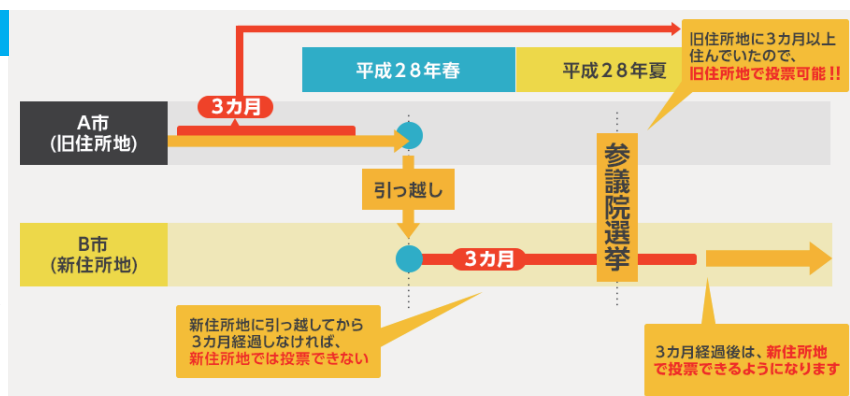 旧住所地に3カ月以上
住んでいたので、
旧住所地で投票可能!!
平成28年春
平成28年夏
3カ月
A市
(旧住所地)
引っ越し
参議院選挙
B市
(新住所地)
3カ月
新住所地に引っ越してから
3カ月経過しなければ、
新住所地では投票できない
3カ月経過後は、新住所地
で投票できるようになります